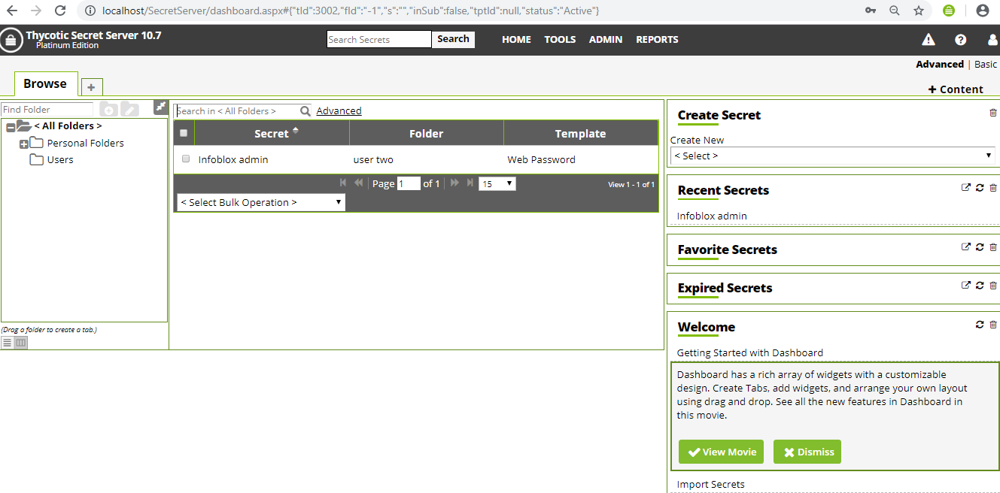 localhost/SecretServer/dashboard.aspx#{"tId":3002,"fId":"-1","s":"","inSub":false,"tptId":null,"status":"Active"}
Thycotic Secret Server 10.7
Platinum Edition
Search Secrets
Search
HOME TOOLS ADMIN REPORTS
Advanced | Basic
Browse
+ Content
Find Folder
< All Folders >
Personal Folders
Users
(Drag a folder to create a tab.)
Search in < All Folders >
Advanced
Secret Folder Template
Infoblox admin user two Web Password
Page 1 of 1 15 View 1 - 1 of 1
< Select Bulk Operation >
Create Secret
Create New
< Select >
Recent Secrets
Infoblox admin
Favorite Secrets
Expired Secrets
Welcome
Getting Started with Dashboard
Dashboard has a rich array of widgets with a customizable
design. Create Tabs, add widgets, and arrange your own layout
using drag and drop. See all the new features in Dashboard in
this movie.
View Movie
Dismiss
Import Secrets